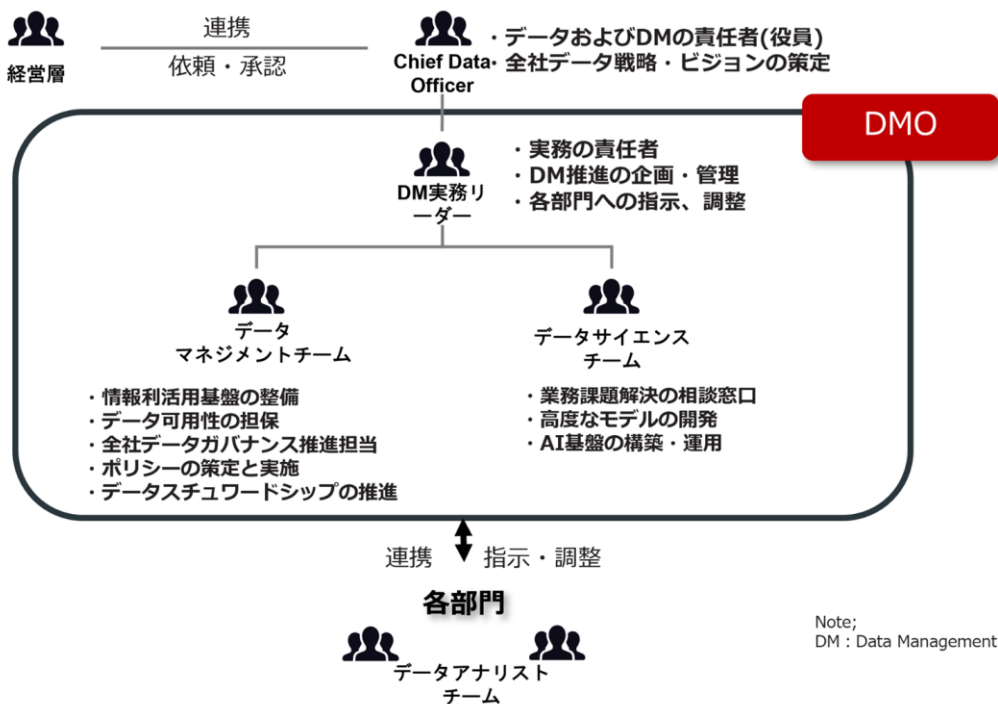 連携
経営層
依頼・承認
Chief Data
Officer
・データおよびDMの責任者(役員)
・全社データ戦略・ビジョンの策定
DMO
DM実務リ
ーダー
・実務の責任者
・DM推進の企画・管理
・各部門への指示、調整
データ
マネジメントチーム
・情報利活用基盤の整備
・データ可用性の担保
・全社データガバナンス推進担当
・ポリシーの策定と実施
・データスチュワードシップの推進
データサイエンス
チーム
・業務課題解決の相談窓口
・高度なモデルの開発
・AI基盤の構築・運用
連携
指示・調整
各部門
データアナリスト
チーム
Note;
DM : Data Management